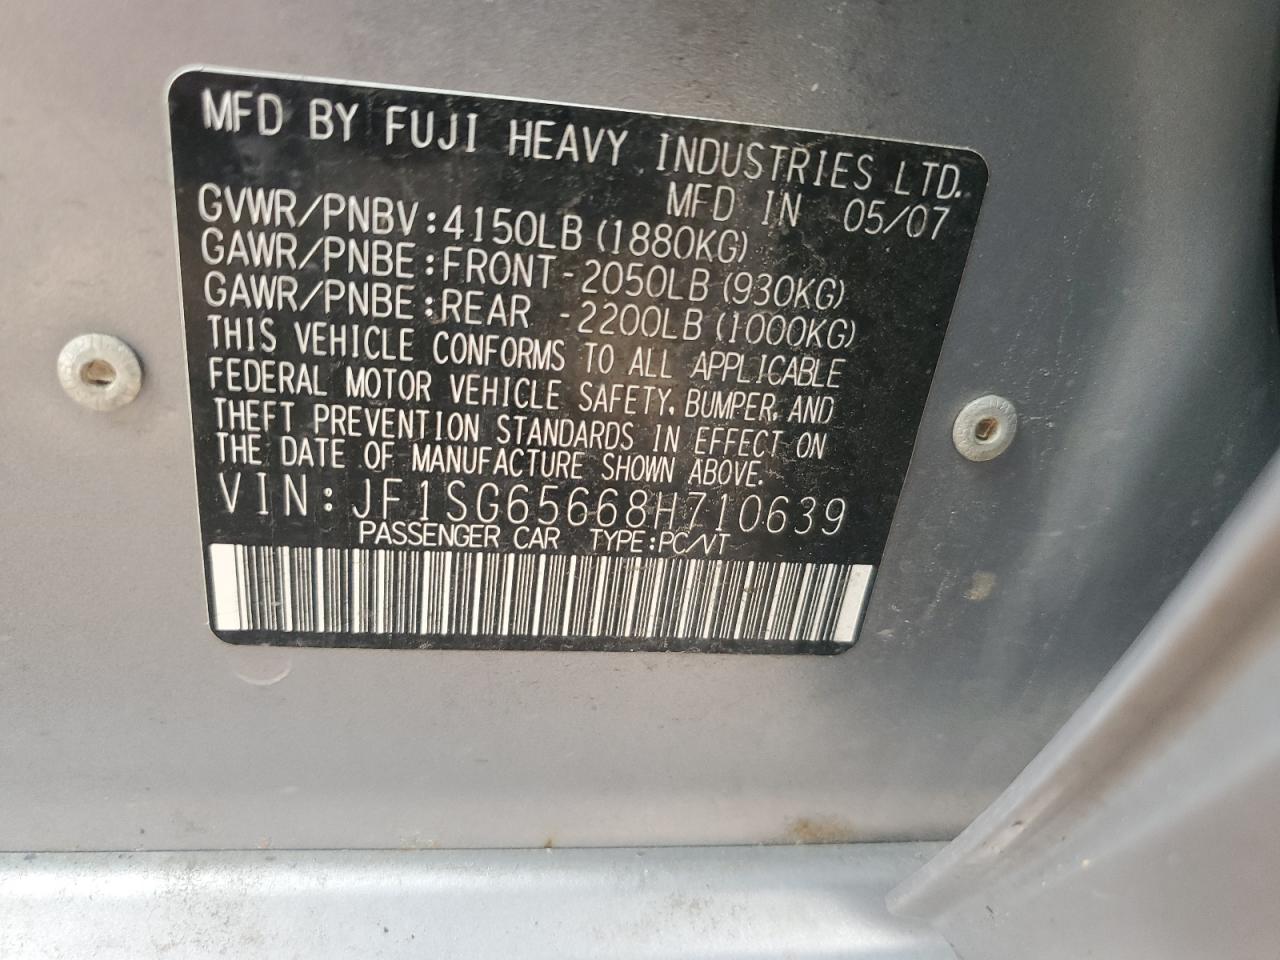 MFD BY FUJI HEAVY INDUSTRIES LTD.
MFD IN 05/07
GVWR/PNBV:4150LB(1880KG)
GAWR/PNBE:FRONT-2050LB(930KG)
GAWR/PNBE:REAR -2200LB(1000KG)
THIS VEHICLE CONFORMS TO ALL APPLICABLE
FEDERAL MOTOR VEHICLE SAFETY, BUMPER, AND
THEFT PREVENTION STANDARDS IN EFFECT ON
THE DATE OF MANUFACTURE SHOWN ABOVE.
VIN:JF1SG65668H710639
PASSENGER CAR TYPE:PC/VT